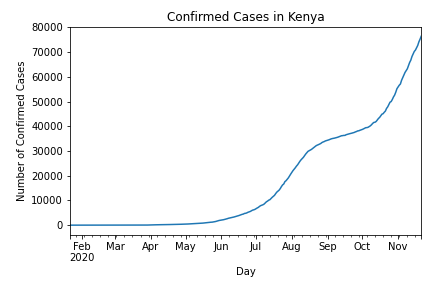 Confirmed Cases in Kenya
80000
70000
60000
50000
40000
30000
20000
10000
0
Number of Confirmed Cases
Feb Mar Apr May Jun Jul Aug Sep Oct Nov
2020
Day